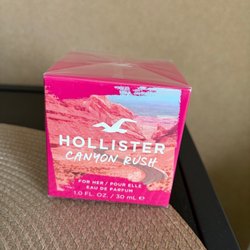 HOLLISTER
CANYON RUSH
FOR HER / POUR ELLE
EAU DE PARFUM
1.0 FL. OZ. / 30 mL ℮